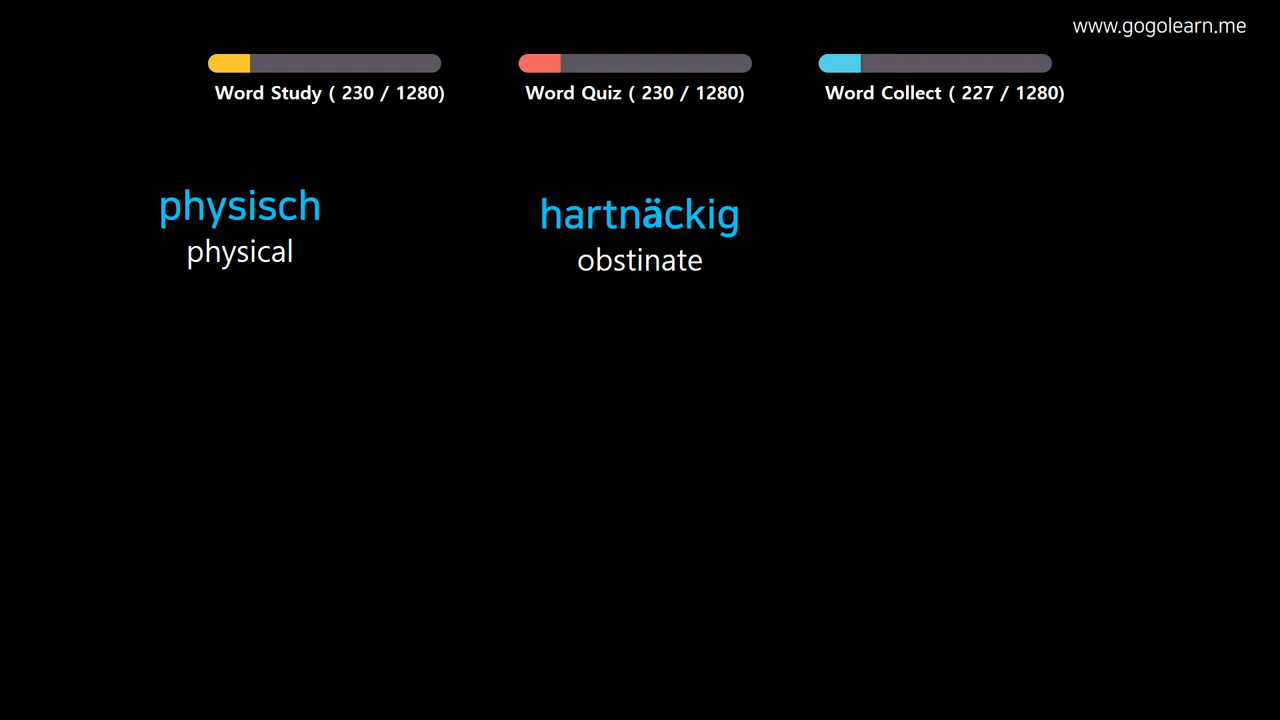 www.gogolearn.me
Word Study ( 230 / 1280)
Word Quiz ( 230 / 1280)
Word Collect ( 227 / 1280)
physisch
physical
hartnäckig
obstinate